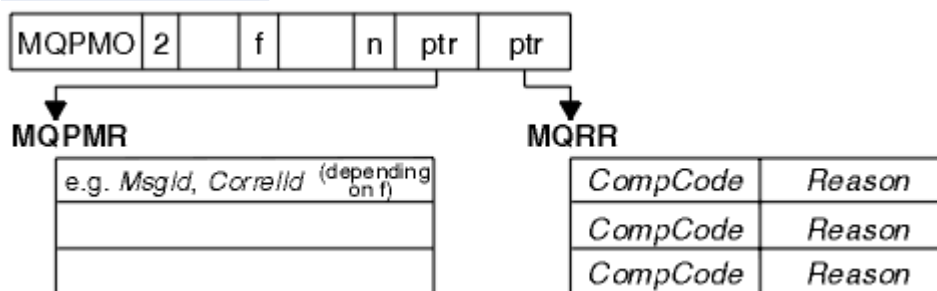 MQPMO 2 f n ptr ptr
MQPMR MQRR
e.g. MsgId, CorrelId (depending on f) CompCode Reason
CompCode Reason
CompCode Reason